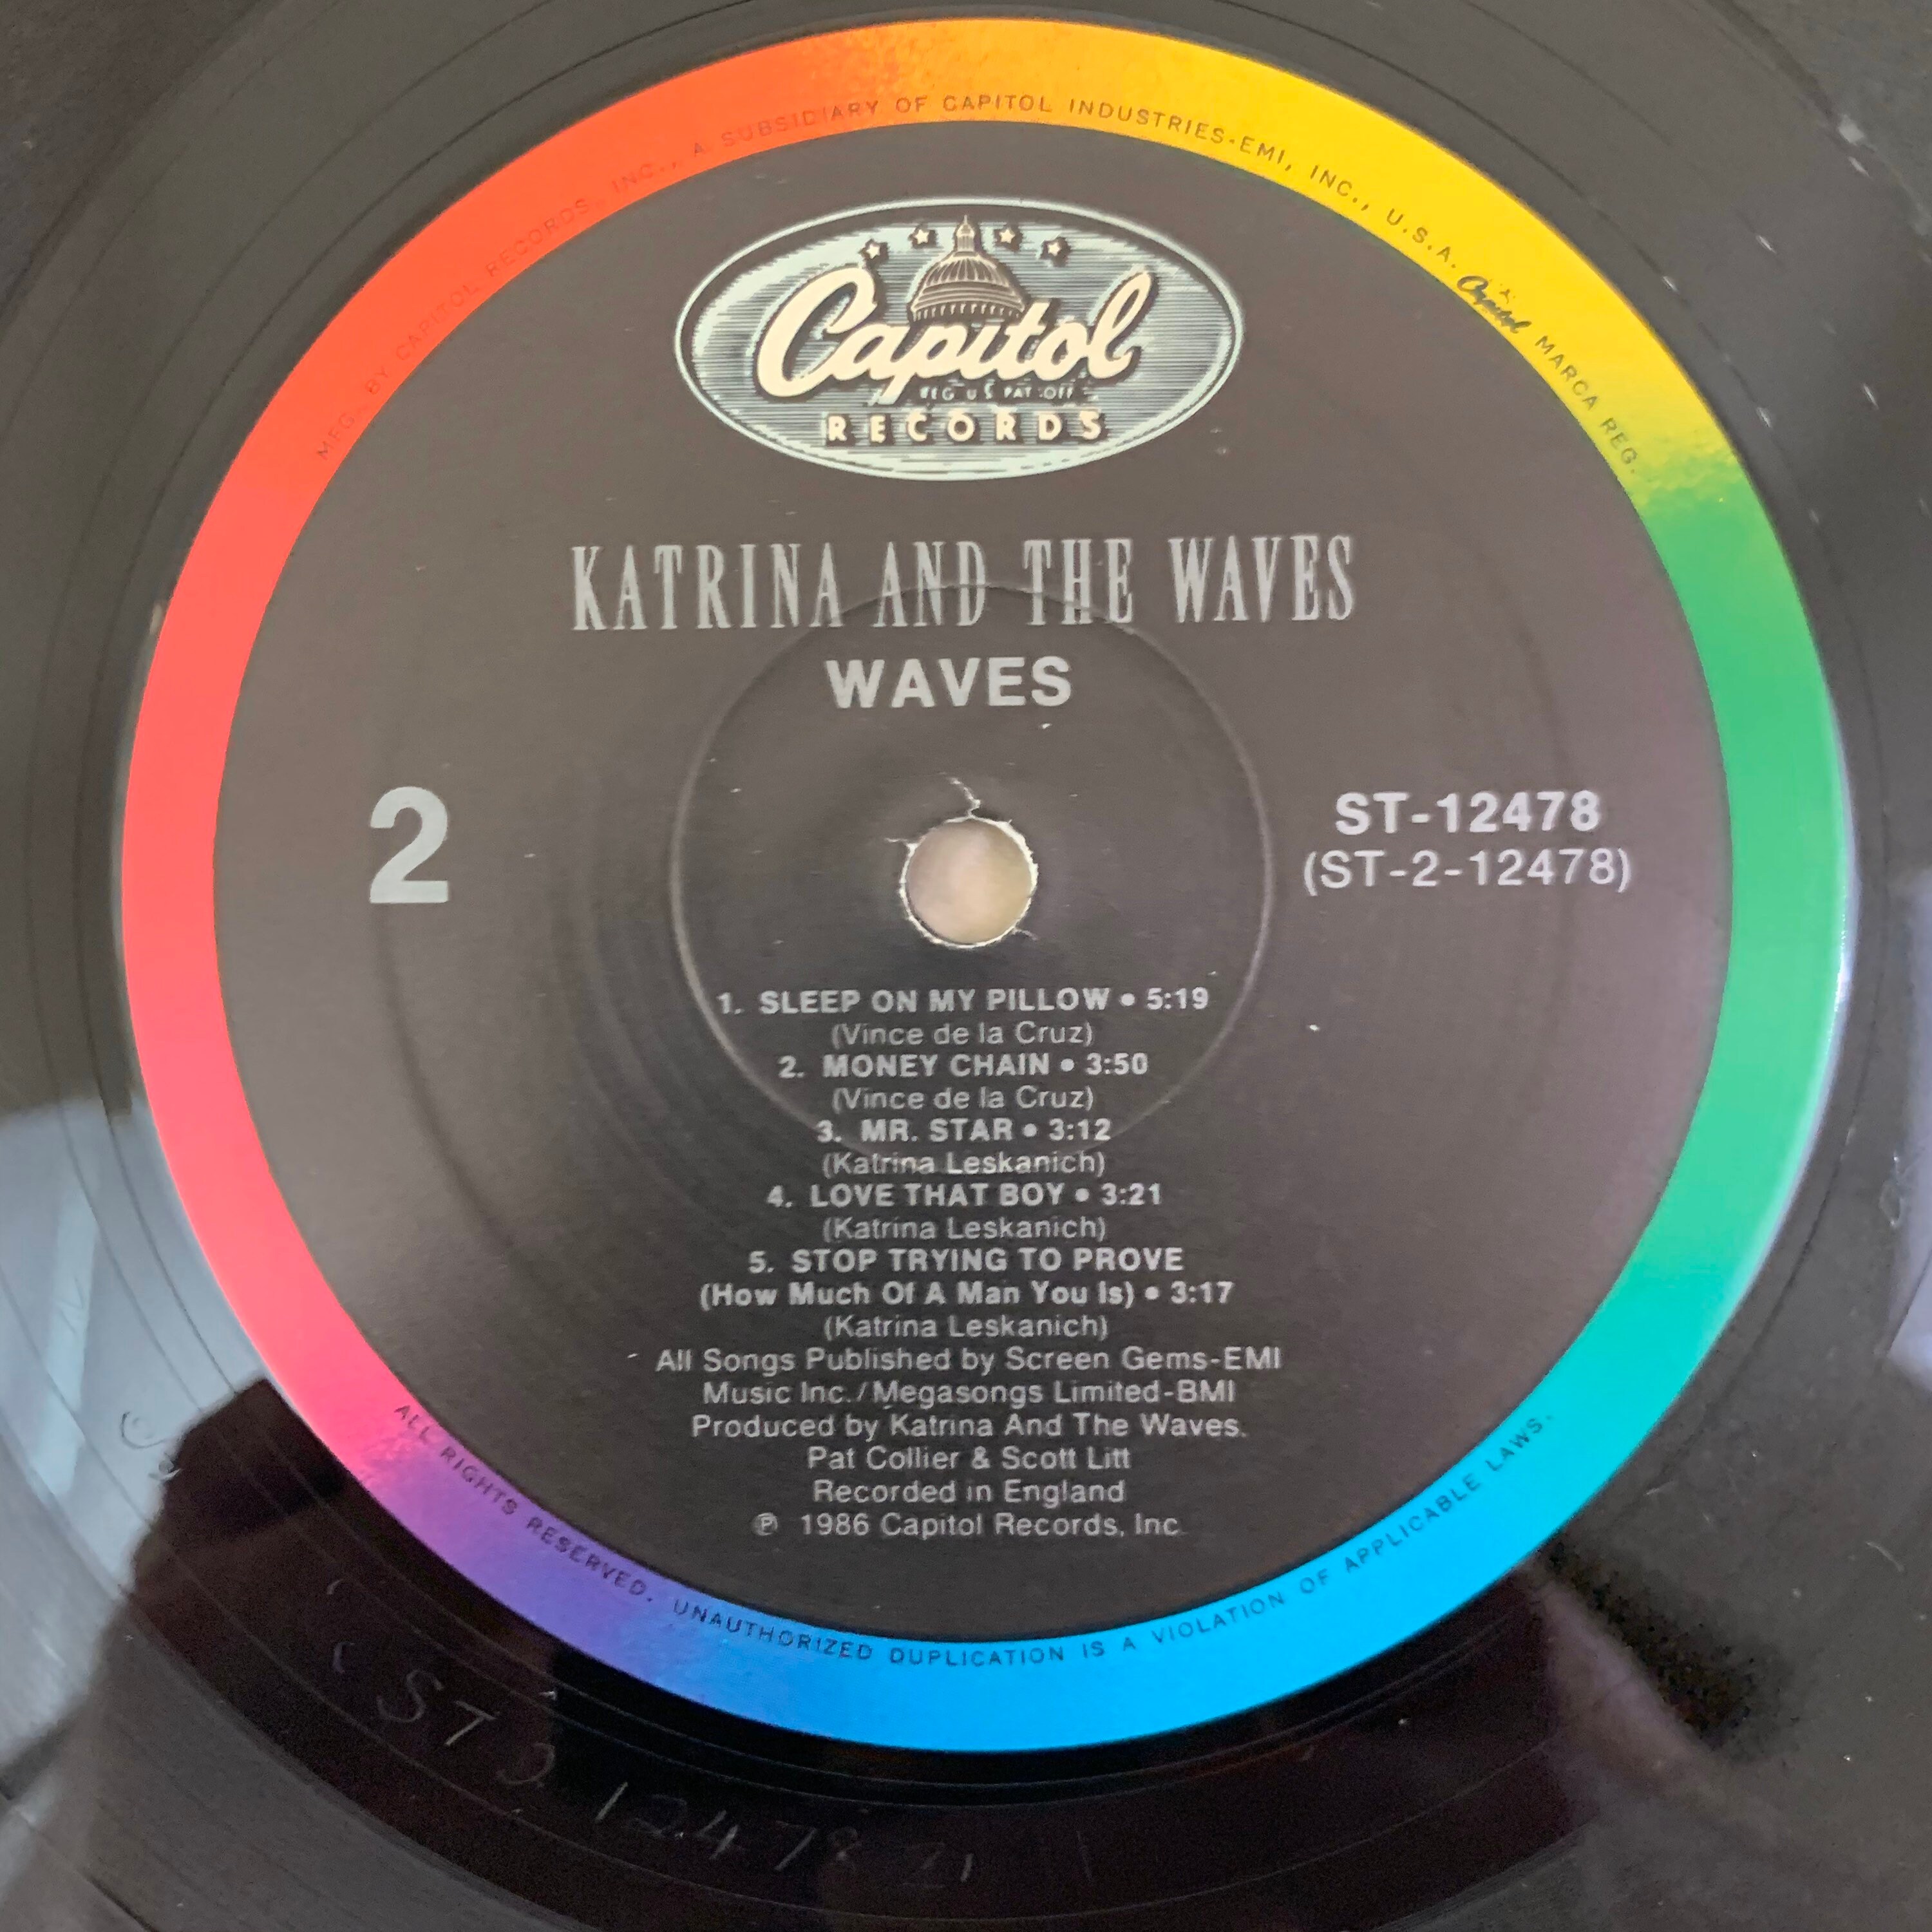 MFG. BY CAPITOL RECORDS, INC., A SUBSIDIARY OF CAPITOL INDUSTRIES-EMI, INC., U.S.A. Capitol MARCA REG.
Capitol
REG. U.S. PAT. OFF.
RECORDS
KATRINA AND THE WAVES
WAVES
2
ST-12478
(ST-2-12478)
1. SLEEP ON MY PILLOW • 5:19
(Vince de la Cruz)
2. MONEY CHAIN • 3:50
(Vince de la Cruz)
3. MR. STAR • 3:12
(Katrina Leskanich)
4. LOVE THAT BOY • 3:21
(Katrina Leskanich)
5. STOP TRYING TO PROVE
(How Much Of A Man You Is) • 3:17
(Katrina Leskanich)
All Songs Published by Screen Gems-EMI
Music Inc./Megasongs Limited-BMI
Produced by Katrina And The Waves.
Pat Collier & Scott Litt
Recorded in England
℗ 1986 Capitol Records, Inc.
ALL RIGHTS RESERVED. UNAUTHORIZED DUPLICATION IS A VIOLATION OF APPLICABLE LAWS.
ST 2 12478